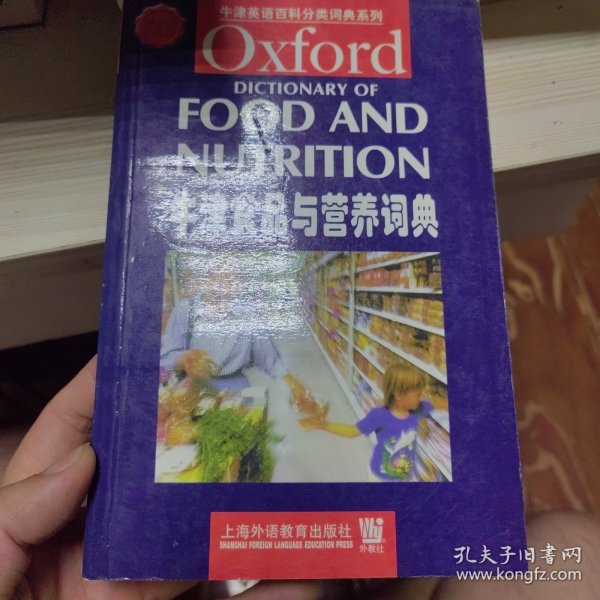 牛津英语百科分类词典系列
Oxford
DICTIONARY OF
FOOD AND
NUTRITION
牛津食品与营养词典
上海外语教育出版社
SHANGHAI FOREIGN LANGUAGE EDUCATION PRESS
外教社
孔夫子旧书网
www.kongfz.com